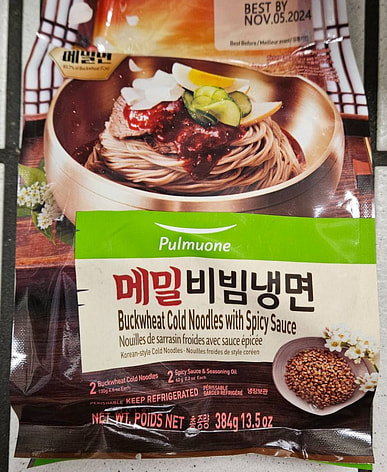 BEST BY
NOV.05.2024
Best Before / Meilleur avant /
메밀면
Pulmuone
메밀비빔냉면
Buckwheat Cold Noodles with Spicy Sauce
Nouilles de sarrasin froides avec sauce épicée
Korean-style Cold Noodles · Nouilles froides de style coréen
2 Buckwheat Cold Noodles 2 Spicy Sauce & Seasoning Oil
PERISHABLE KEEP REFRIGERATED PÉRISSABLE GARDER RÉFRIGÉRÉ 냉장보관
NET WT. POIDS NET 총중량 384g 13.5 oz